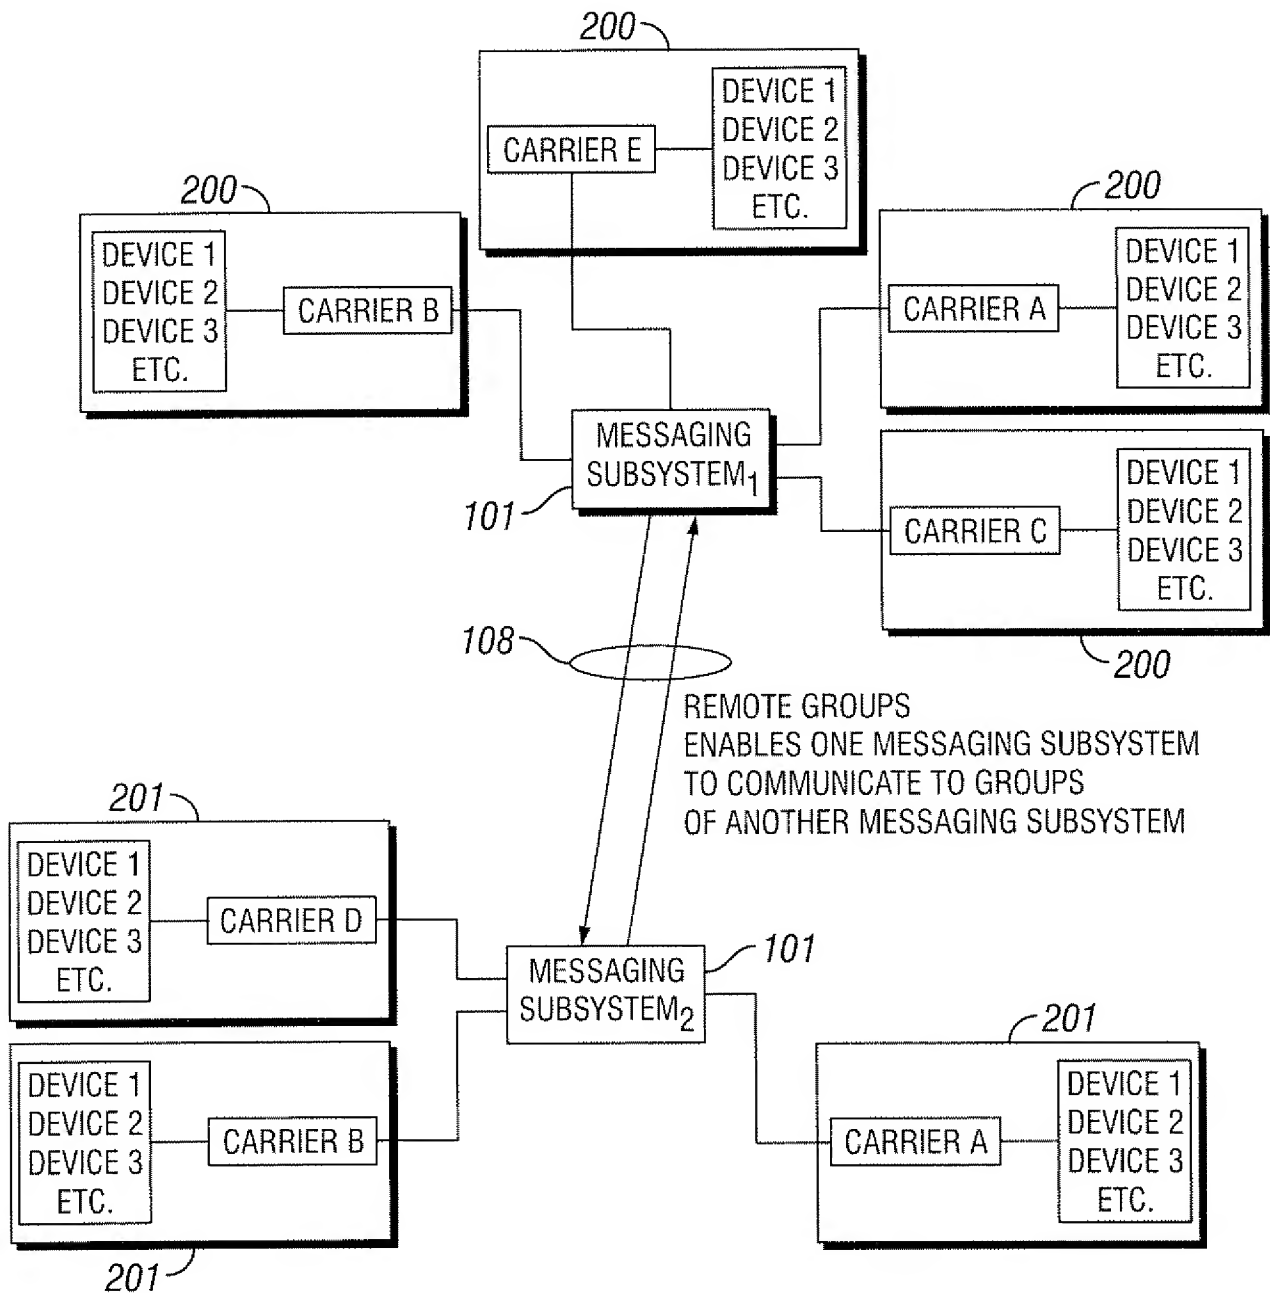 200
CARRIER E
DEVICE 1
DEVICE 2
DEVICE 3
ETC.
200
DEVICE 1
DEVICE 2
DEVICE 3
ETC.
CARRIER B
200
CARRIER A
DEVICE 1
DEVICE 2
DEVICE 3
ETC.
MESSAGING
SUBSYSTEM1
101
CARRIER C
DEVICE 1
DEVICE 2
DEVICE 3
ETC.
200
108
REMOTE GROUPS
ENABLES ONE MESSAGING SUBSYSTEM
TO COMMUNICATE TO GROUPS
OF ANOTHER MESSAGING SUBSYSTEM
201
DEVICE 1
DEVICE 2
DEVICE 3
ETC.
CARRIER D
MESSAGING
SUBSYSTEM2
101
DEVICE 1
DEVICE 2
DEVICE 3
ETC.
CARRIER B
201
201
CARRIER A
DEVICE 1
DEVICE 2
DEVICE 3
ETC.